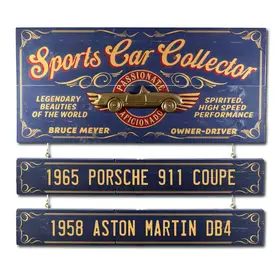 Sports Car Collector
PASSIONATE
LEGENDARY
BEAUTIES
OF THE WORLD
SPIRITED,
HIGH SPEED
PERFORMANCE
AFICIONADO
BRUCE MEYER
OWNER-DRIVER
1965 PORSCHE 911 COUPE
1958 ASTON MARTIN DB4